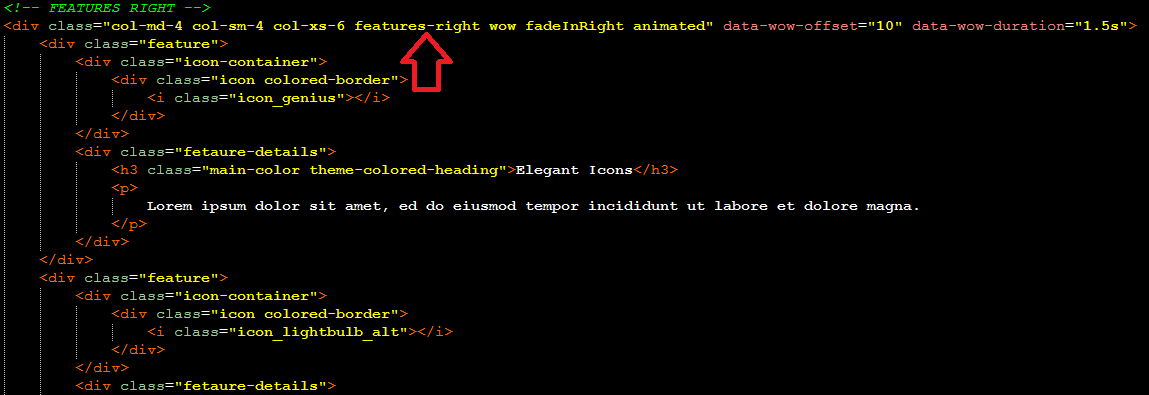 <!-- FEATURES RIGHT -->
<div class="col-md-4 col-sm-4 col-xs-6 features-right wow fadeInRight animated" data-wow-offset="10" data-wow-duration="1.5s">
<div class="feature">
<div class="icon-container">
<div class="icon colored-border">
<i class="icon_genius"></i>
</div>
</div>
<div class="fetaure-details">
<h3 class="main-color theme-colored-heading">Elegant Icons</h3>
<p>
Lorem ipsum dolor sit amet, ed do eiusmod tempor incididunt ut labore et dolore magna.
</p>
</div>
</div>
<div class="feature">
<div class="icon-container">
<div class="icon colored-border">
<i class="icon_lightbulb_alt"></i>
</div>
</div>
<div class="fetaure-details">